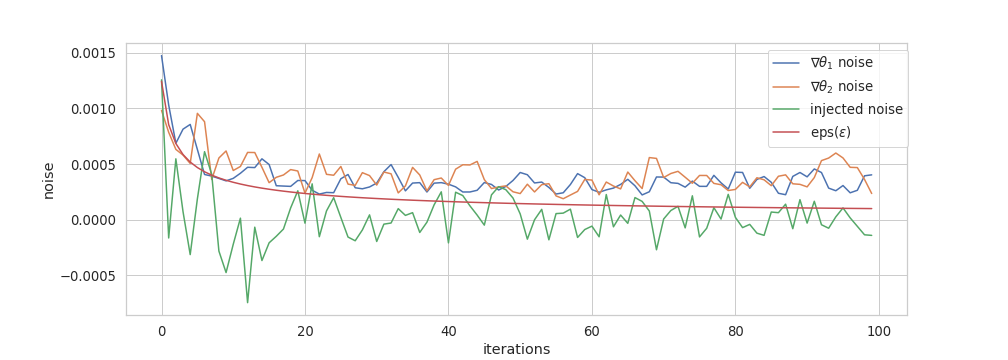 0.0015
0.0010
0.0005
0.0000
−0.0005
noise
0 20 40 60 80 100
iterations
∇θ₁ noise
∇θ₂ noise
injected noise
eps(ε)